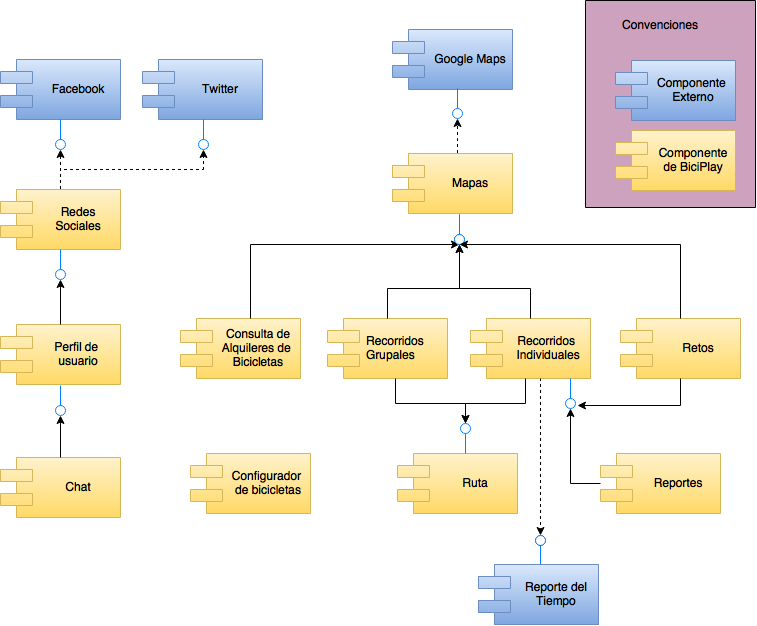 Convenciones
Facebook
Twitter
Google Maps
Componente
Externo
Componente
de BiciPlay
Mapas
Redes
Sociales
Perfil de
usuario
Consulta de
Alquileres de
Bicicletas
Recorridos
Grupales
Recorridos
Individuales
Retos
Chat
Configurador
de bicicletas
Ruta
Reportes
Reporte del
Tiempo